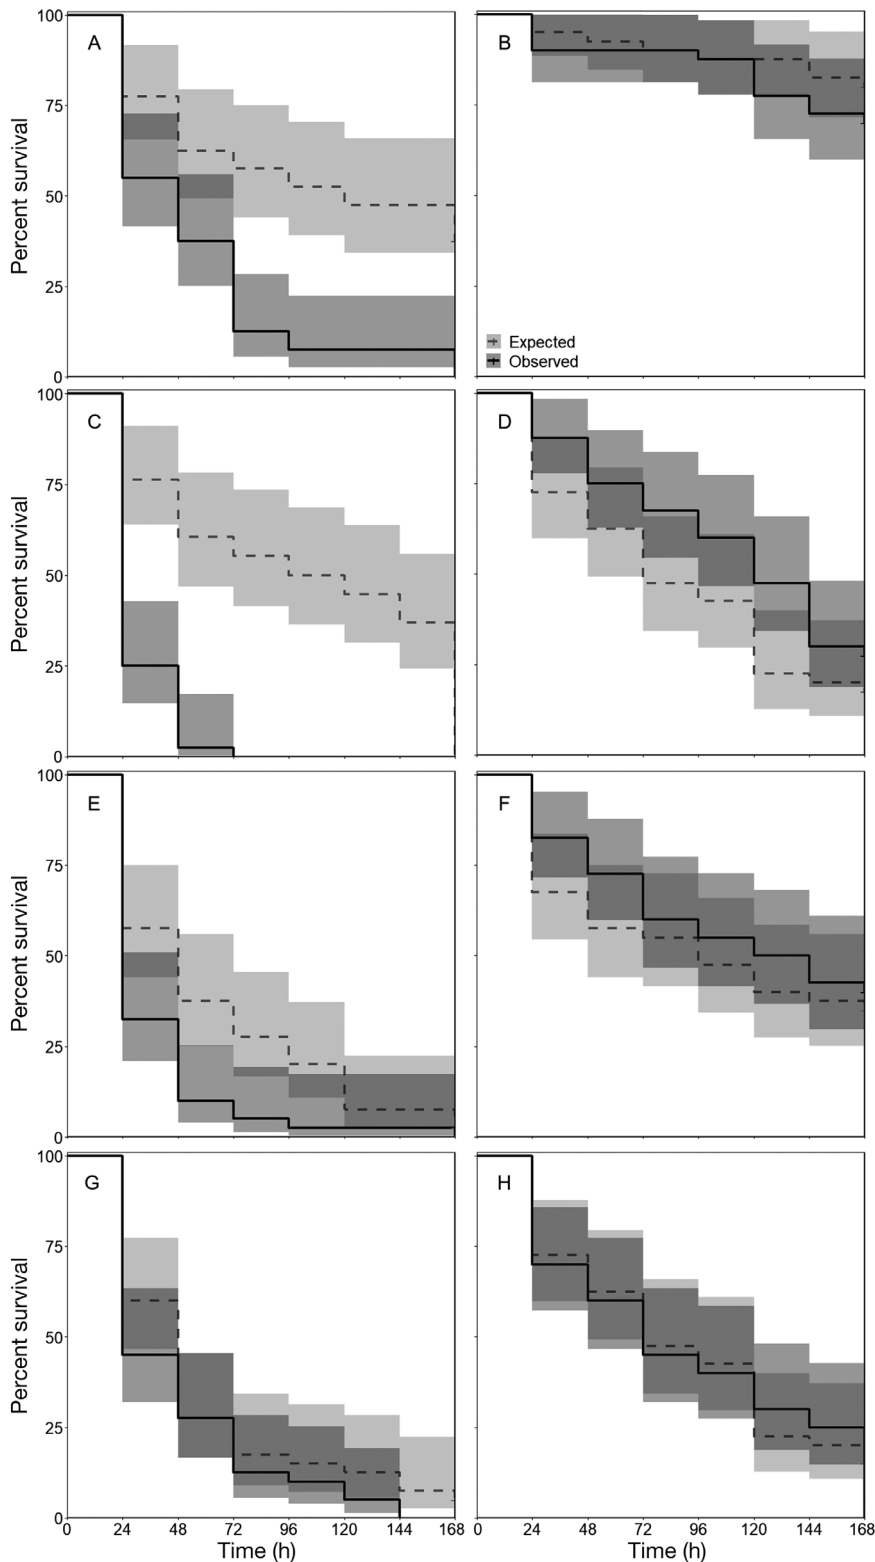 A
B
100
75
50
25
0
Percent survival
Expected
Observed
C
D
100
75
50
25
0
Percent survival
E
F
100
75
50
25
0
Percent survival
G
H
100
75
50
25
0
Percent survival
0 24 48 72 96 120 144 168
0 24 48 72 96 120 144 168
Time (h)
Time (h)